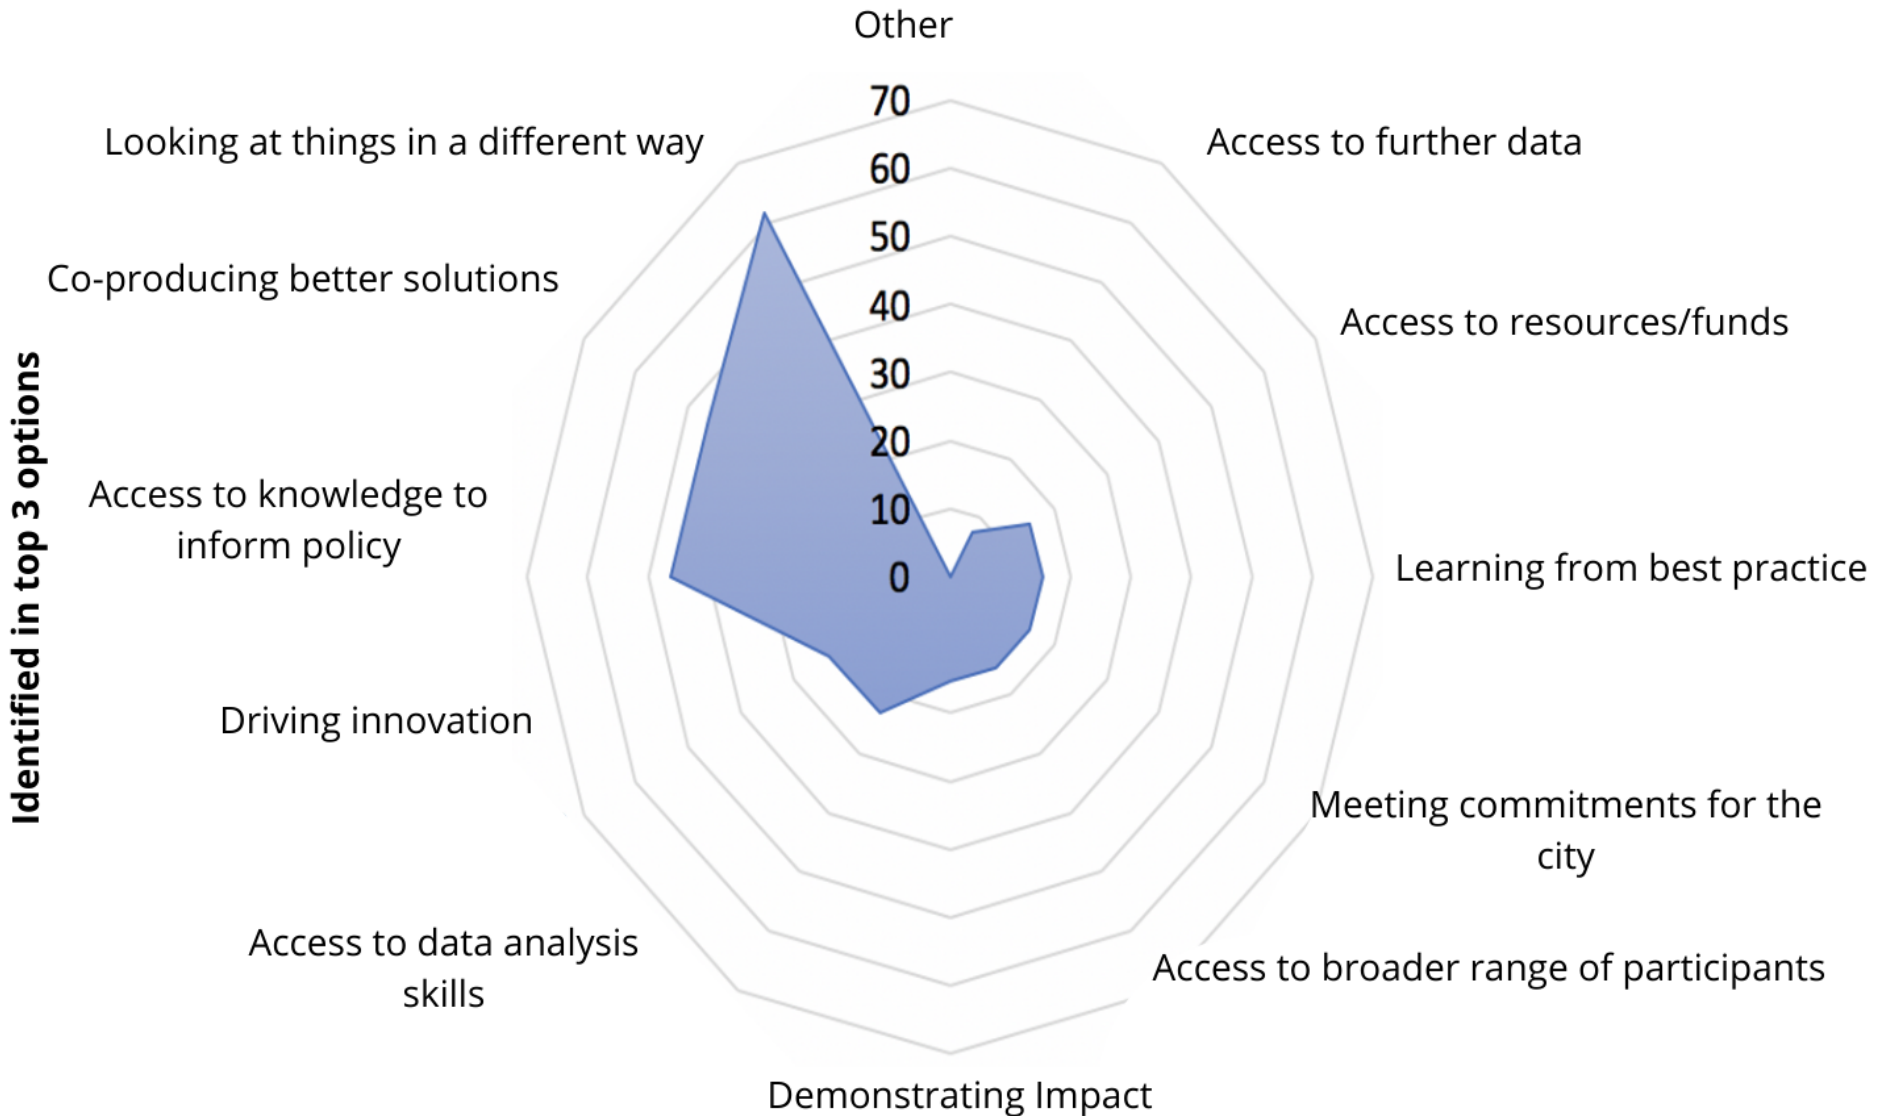 Other
70
60
50
40
30
20
10
0
Access to further data
Access to resources/funds
Learning from best practice
Meeting commitments for the
city
Access to broader range of participants
Demonstrating Impact
Access to data analysis
skills
Driving innovation
Access to knowledge to
inform policy
Co-producing better solutions
Looking at things in a different way
Identified in top 3 options